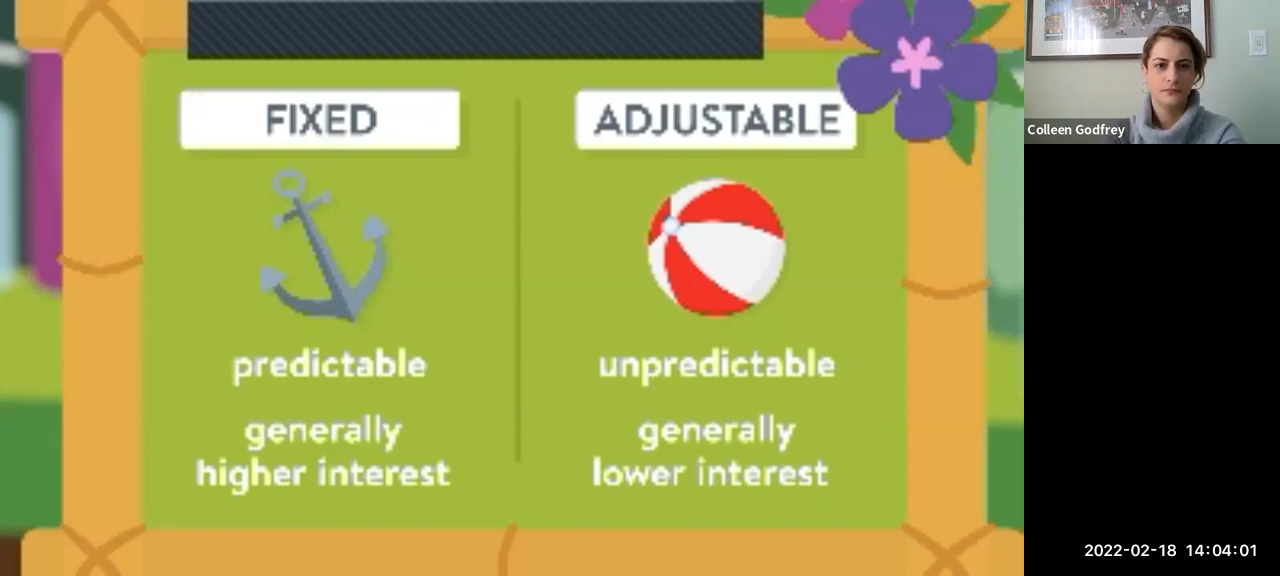 FIXED
ADJUSTABLE
predictable
unpredictable
generally
higher interest
generally
lower interest
Colleen Godfrey
2022-02-18 14:04:01